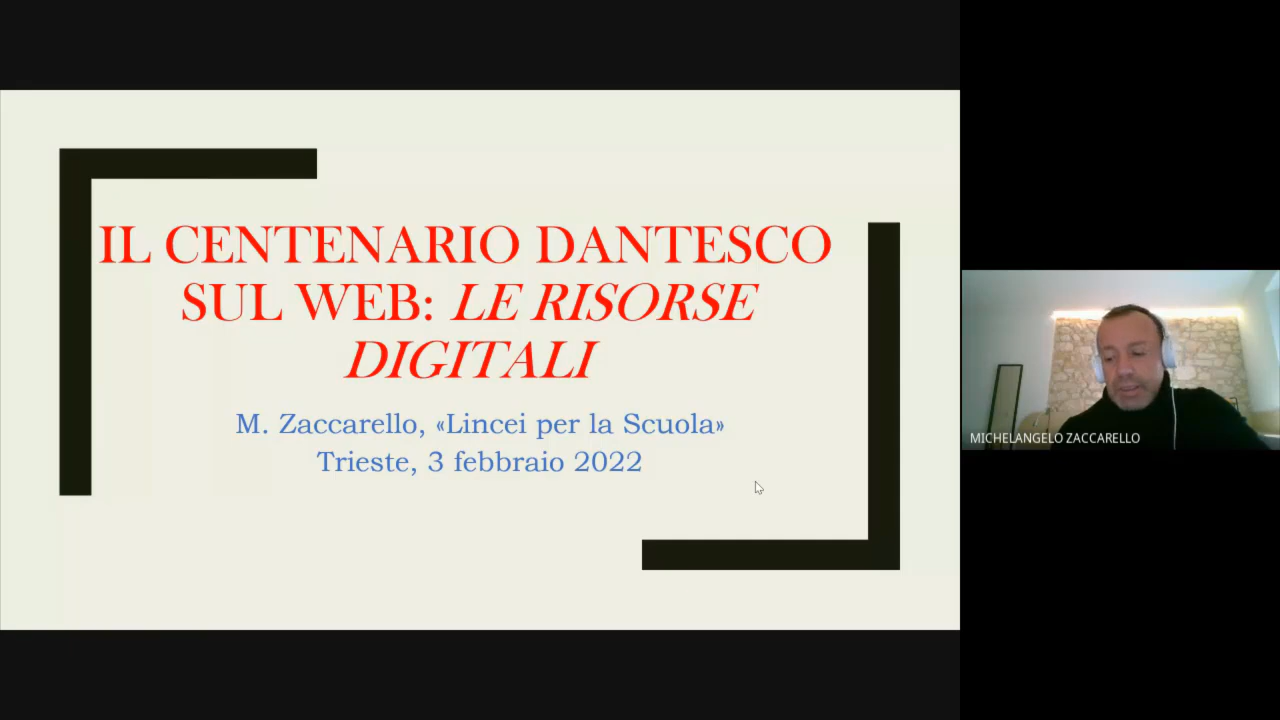 IL CENTENARIO DANTESCO
SUL WEB: LE RISORSE
DIGITALI
M. Zaccarello, «Lincei per la Scuola»
Trieste, 3 febbraio 2022
MICHELANGELO ZACCARELLO